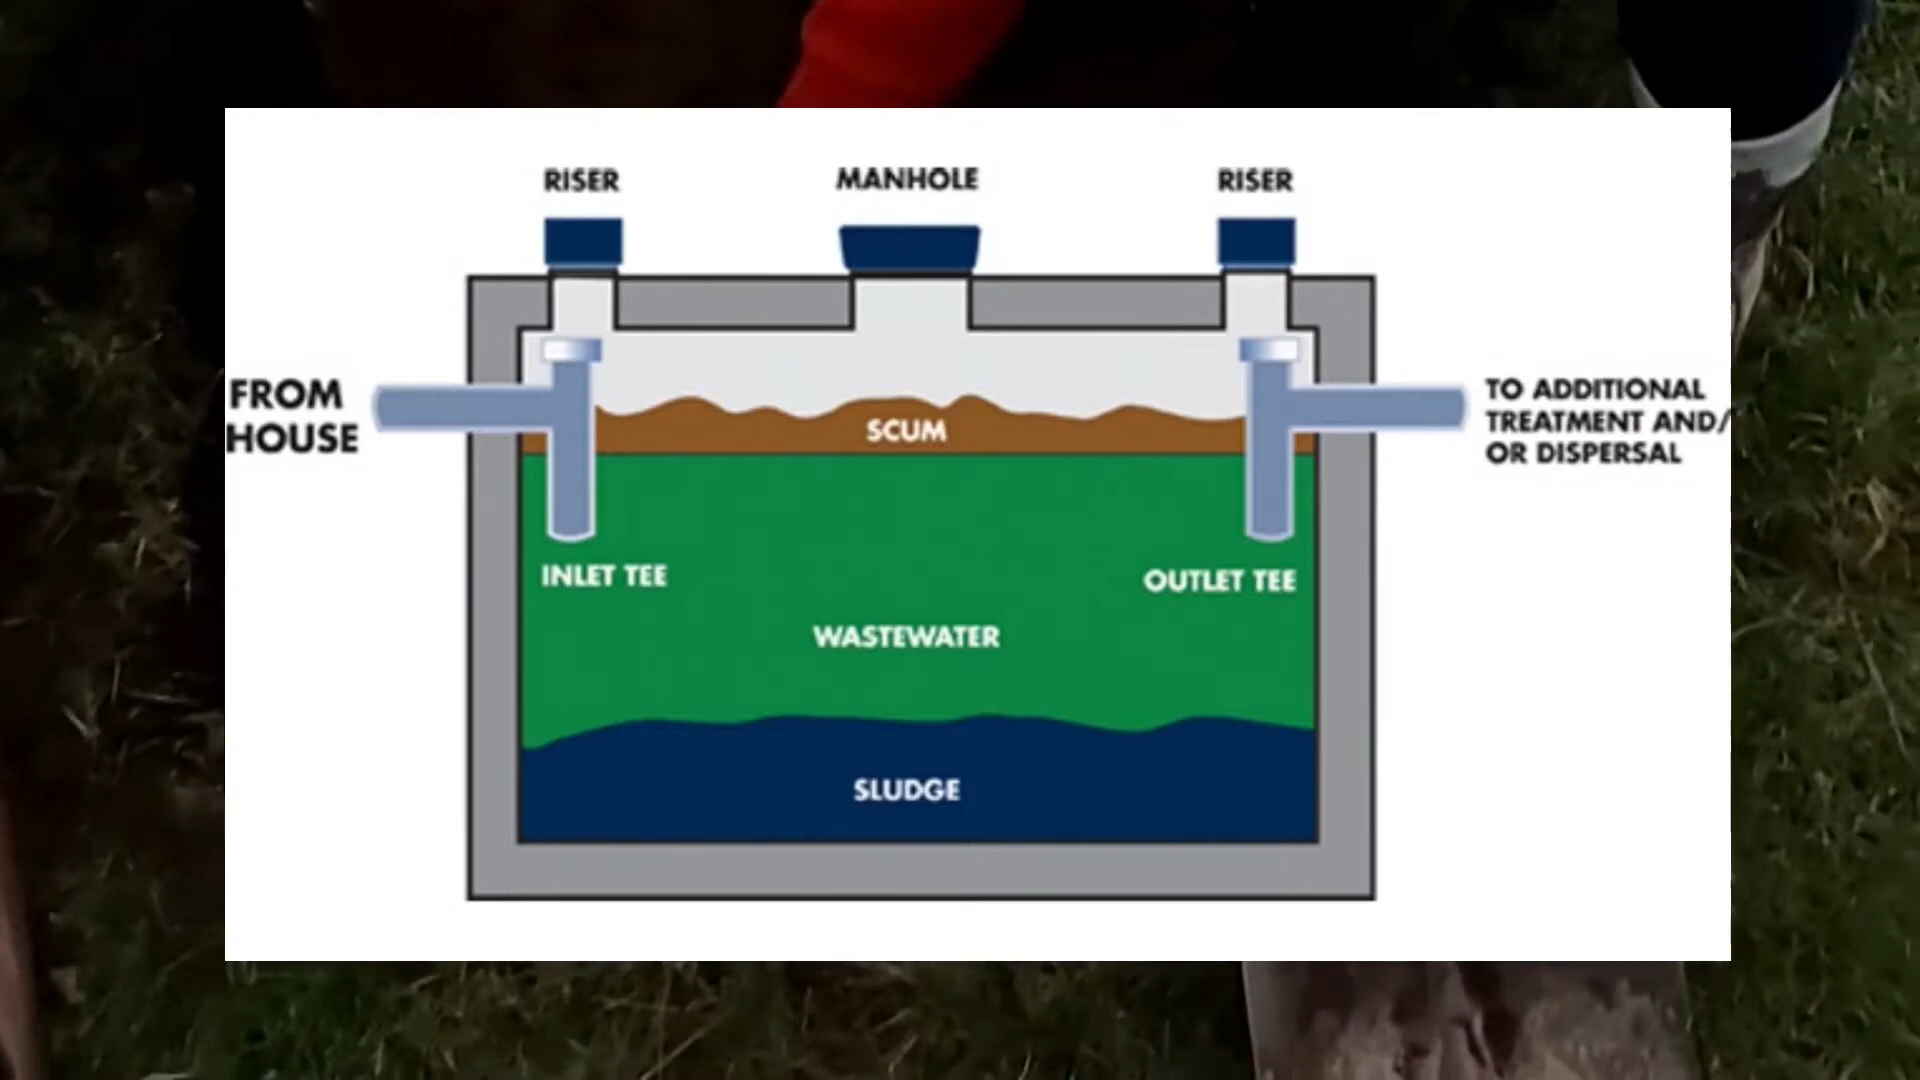 RISER
MANHOLE
RISER
FROM
HOUSE
TO ADDITIONAL
TREATMENT AND/
OR DISPERSAL
SCUM
INLET TEE
OUTLET TEE
WASTEWATER
SLUDGE